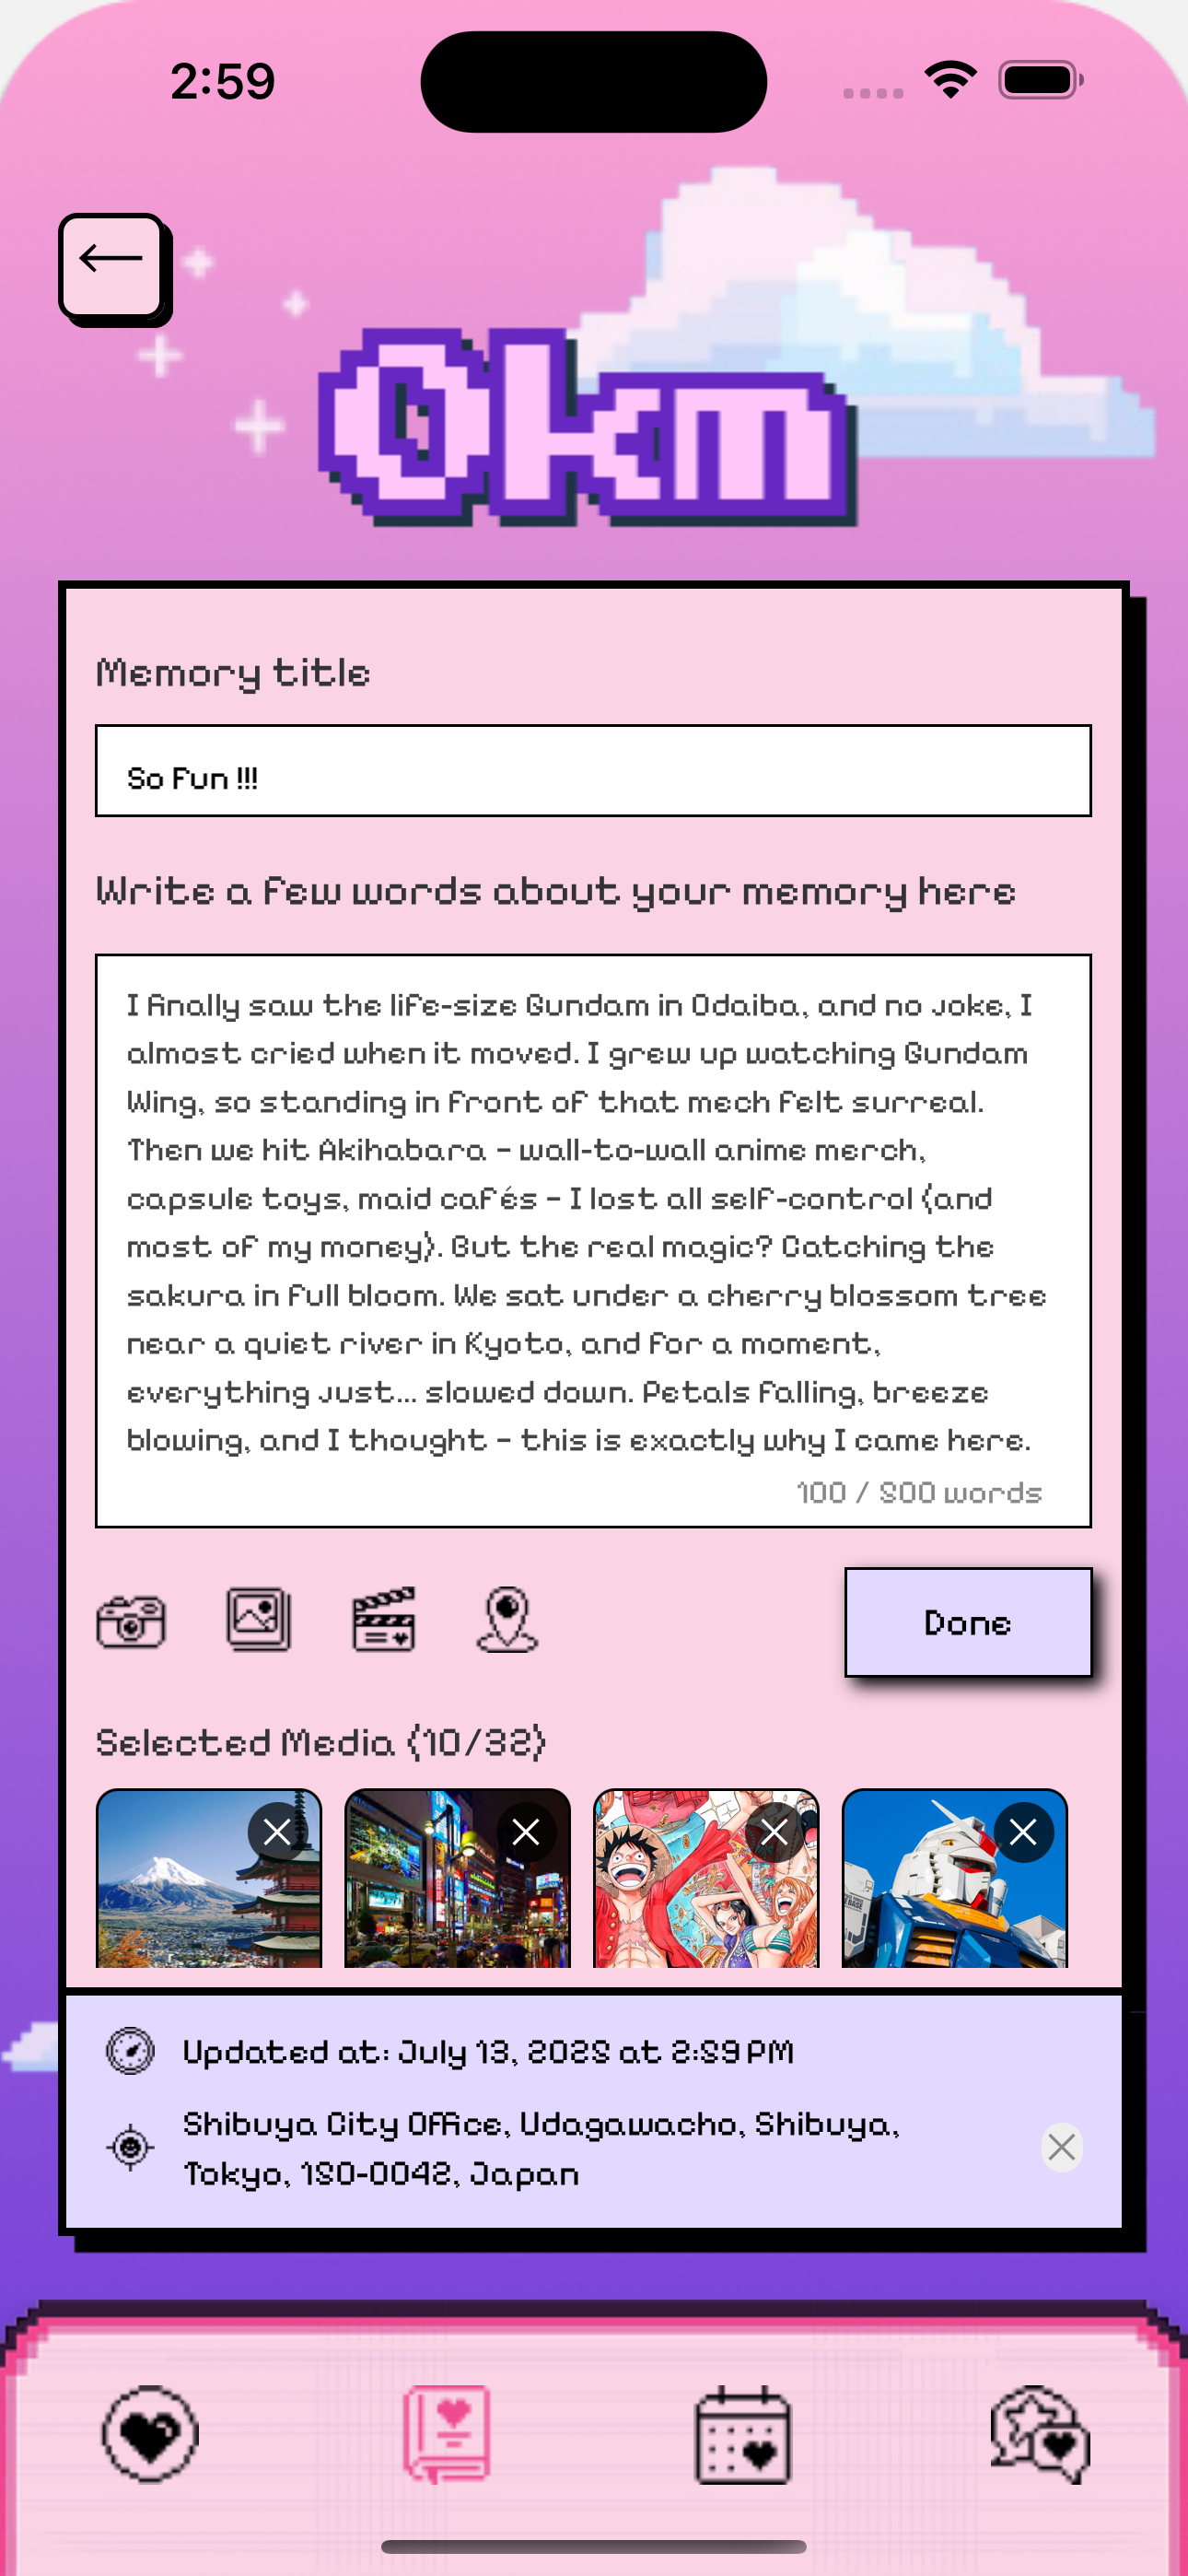 2:59
0km
Memory title
So Fun !!!
Write a few words about your memory here
I finally saw the life-size Gundam in Odaiba, and no joke, I
almost cried when it moved. I grew up watching Gundam
Wing, so standing in front of that mech felt surreal.
Then we hit Akihabara – wall-to-wall anime merch,
capsule toys, maid cafés – I lost all self-control (and
most of my money). But the real magic? Catching the
sakura in full bloom. We sat under a cherry blossom tree
near a quiet river in Kyoto, and for a moment,
everything just... slowed down. Petals falling, breeze
blowing, and I thought – this is exactly why I came here.
100 / 500 words
Done
Selected Media (10/32)
Updated at: July 13, 2025 at 2:59 PM
Shibuya City Office, Udagawacho, Shibuya,
Tokyo, 150-0042, Japan